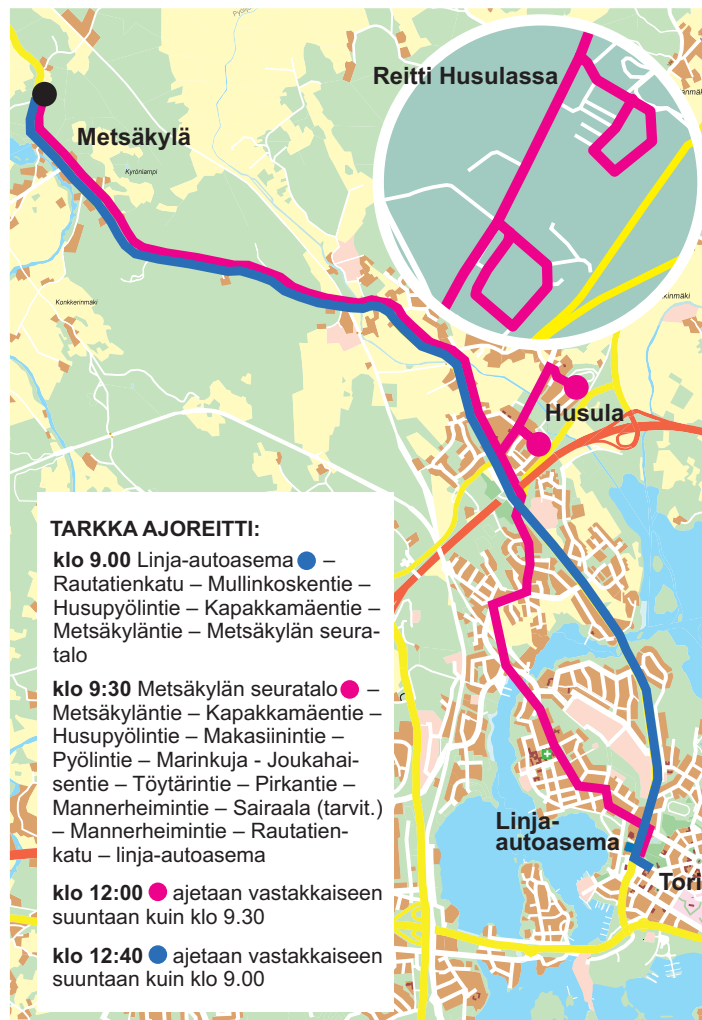 Reitti Husulassa
Metsäkylä
Kyrönlampi
Konkkerinmäki
Husula
TARKKA AJOREITTI:
klo 9.00 Linja-autoasema –
Rautatienkatu – Mullinkoskentie –
Husupyölintie – Kapakkamäentie –
Metsäkyläntie – Metsäkylän seura-
talo
klo 9:30 Metsäkylän seuratalo –
Metsäkyläntie – Kapakkamäentie –
Husupyölintie – Makasiinintie –
Pyölintie – Marinkuja - Joukahai-
sentie – Töytärintie – Pirkantie –
Mannerheimintie – Sairaala (tarvit.)
– Mannerheimintie – Rautatien-
katu – linja-autoasema
klo 12:00 ajetaan vastakkaiseen
suuntaan kuin klo 9.30
klo 12:40 ajetaan vastakkaiseen
suuntaan kuin klo 9.00
Linja-
autoasema
Tori